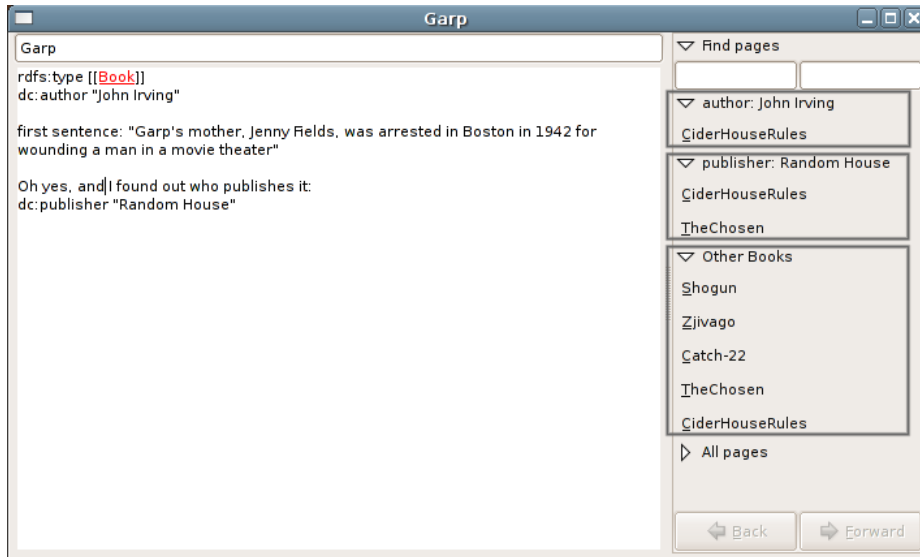 Garp
Garp
rdfs:type [[Book]]
dc:author "John Irving"
first sentence: "Garp's mother, Jenny Fields, was arrested in Boston in 1942 for
wounding a man in a movie theater"
Oh yes, and I found out who publishes it:
dc:publisher "Random House"
Find pages
author: John Irving
CiderHouseRules
publisher: Random House
CiderHouseRules
TheChosen
Other Books
Shogun
Zjivago
Catch-22
TheChosen
CiderHouseRules
All pages
Back
Forward